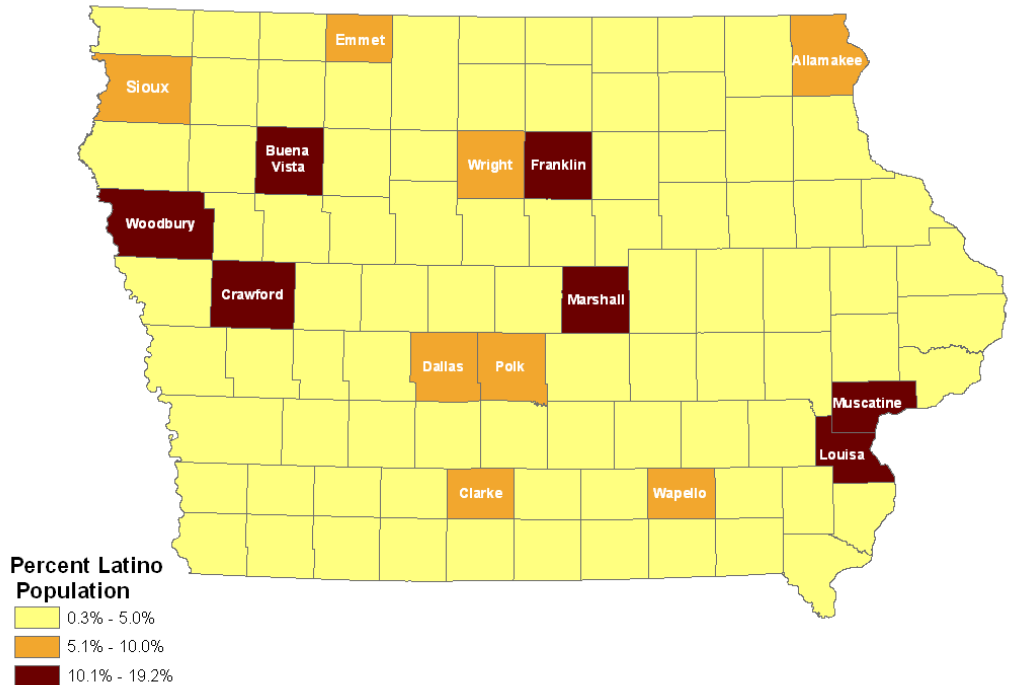 Emmet
Allamakee
Sioux
Buena
Vista
Wright
Franklin
Woodbury
Crawford
Marshall
Dallas
Polk
Muscatine
Louisa
Clarke
Wapello
Percent Latino
Population
0.3% - 5.0%
5.1% - 10.0%
10.1% - 19.2%